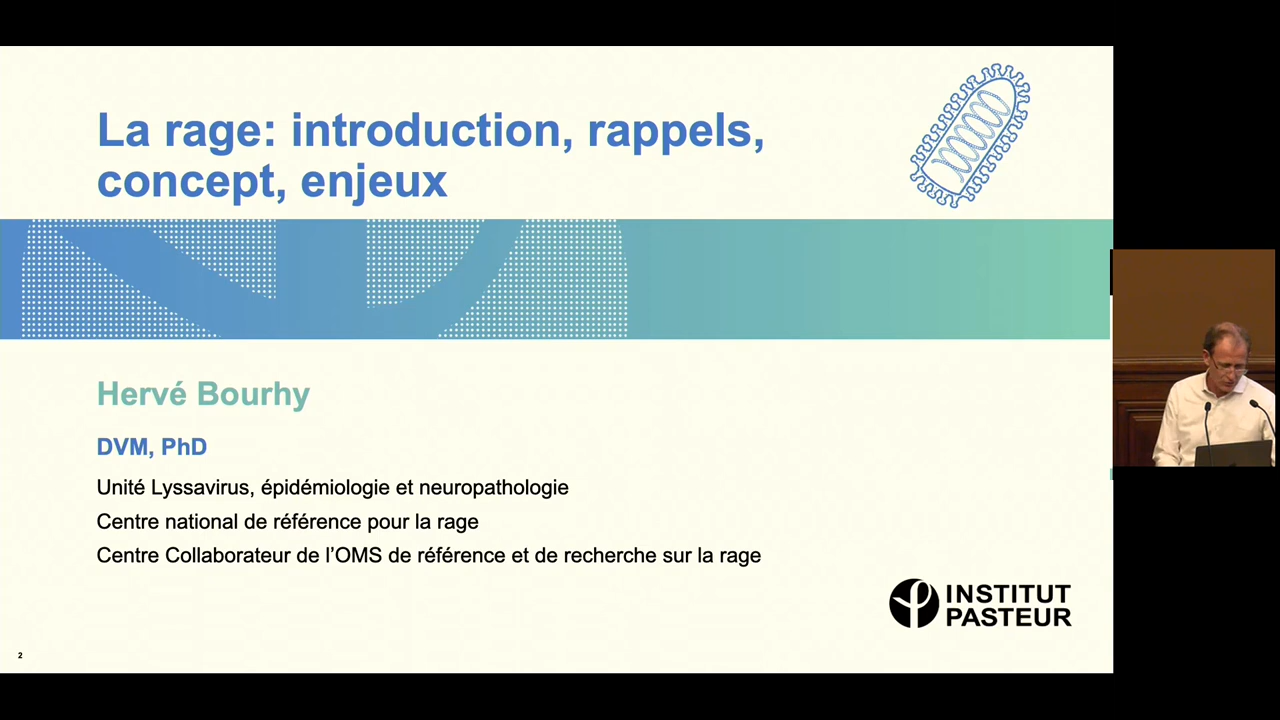 La rage: introduction, rappels,
concept, enjeux
Hervé Bourhy
DVM, PhD
Unité Lyssavirus, épidémiologie et neuropathologie
Centre national de référence pour la rage
Centre Collaborateur de l’OMS de référence et de recherche sur la rage
INSTITUT
PASTEUR
2